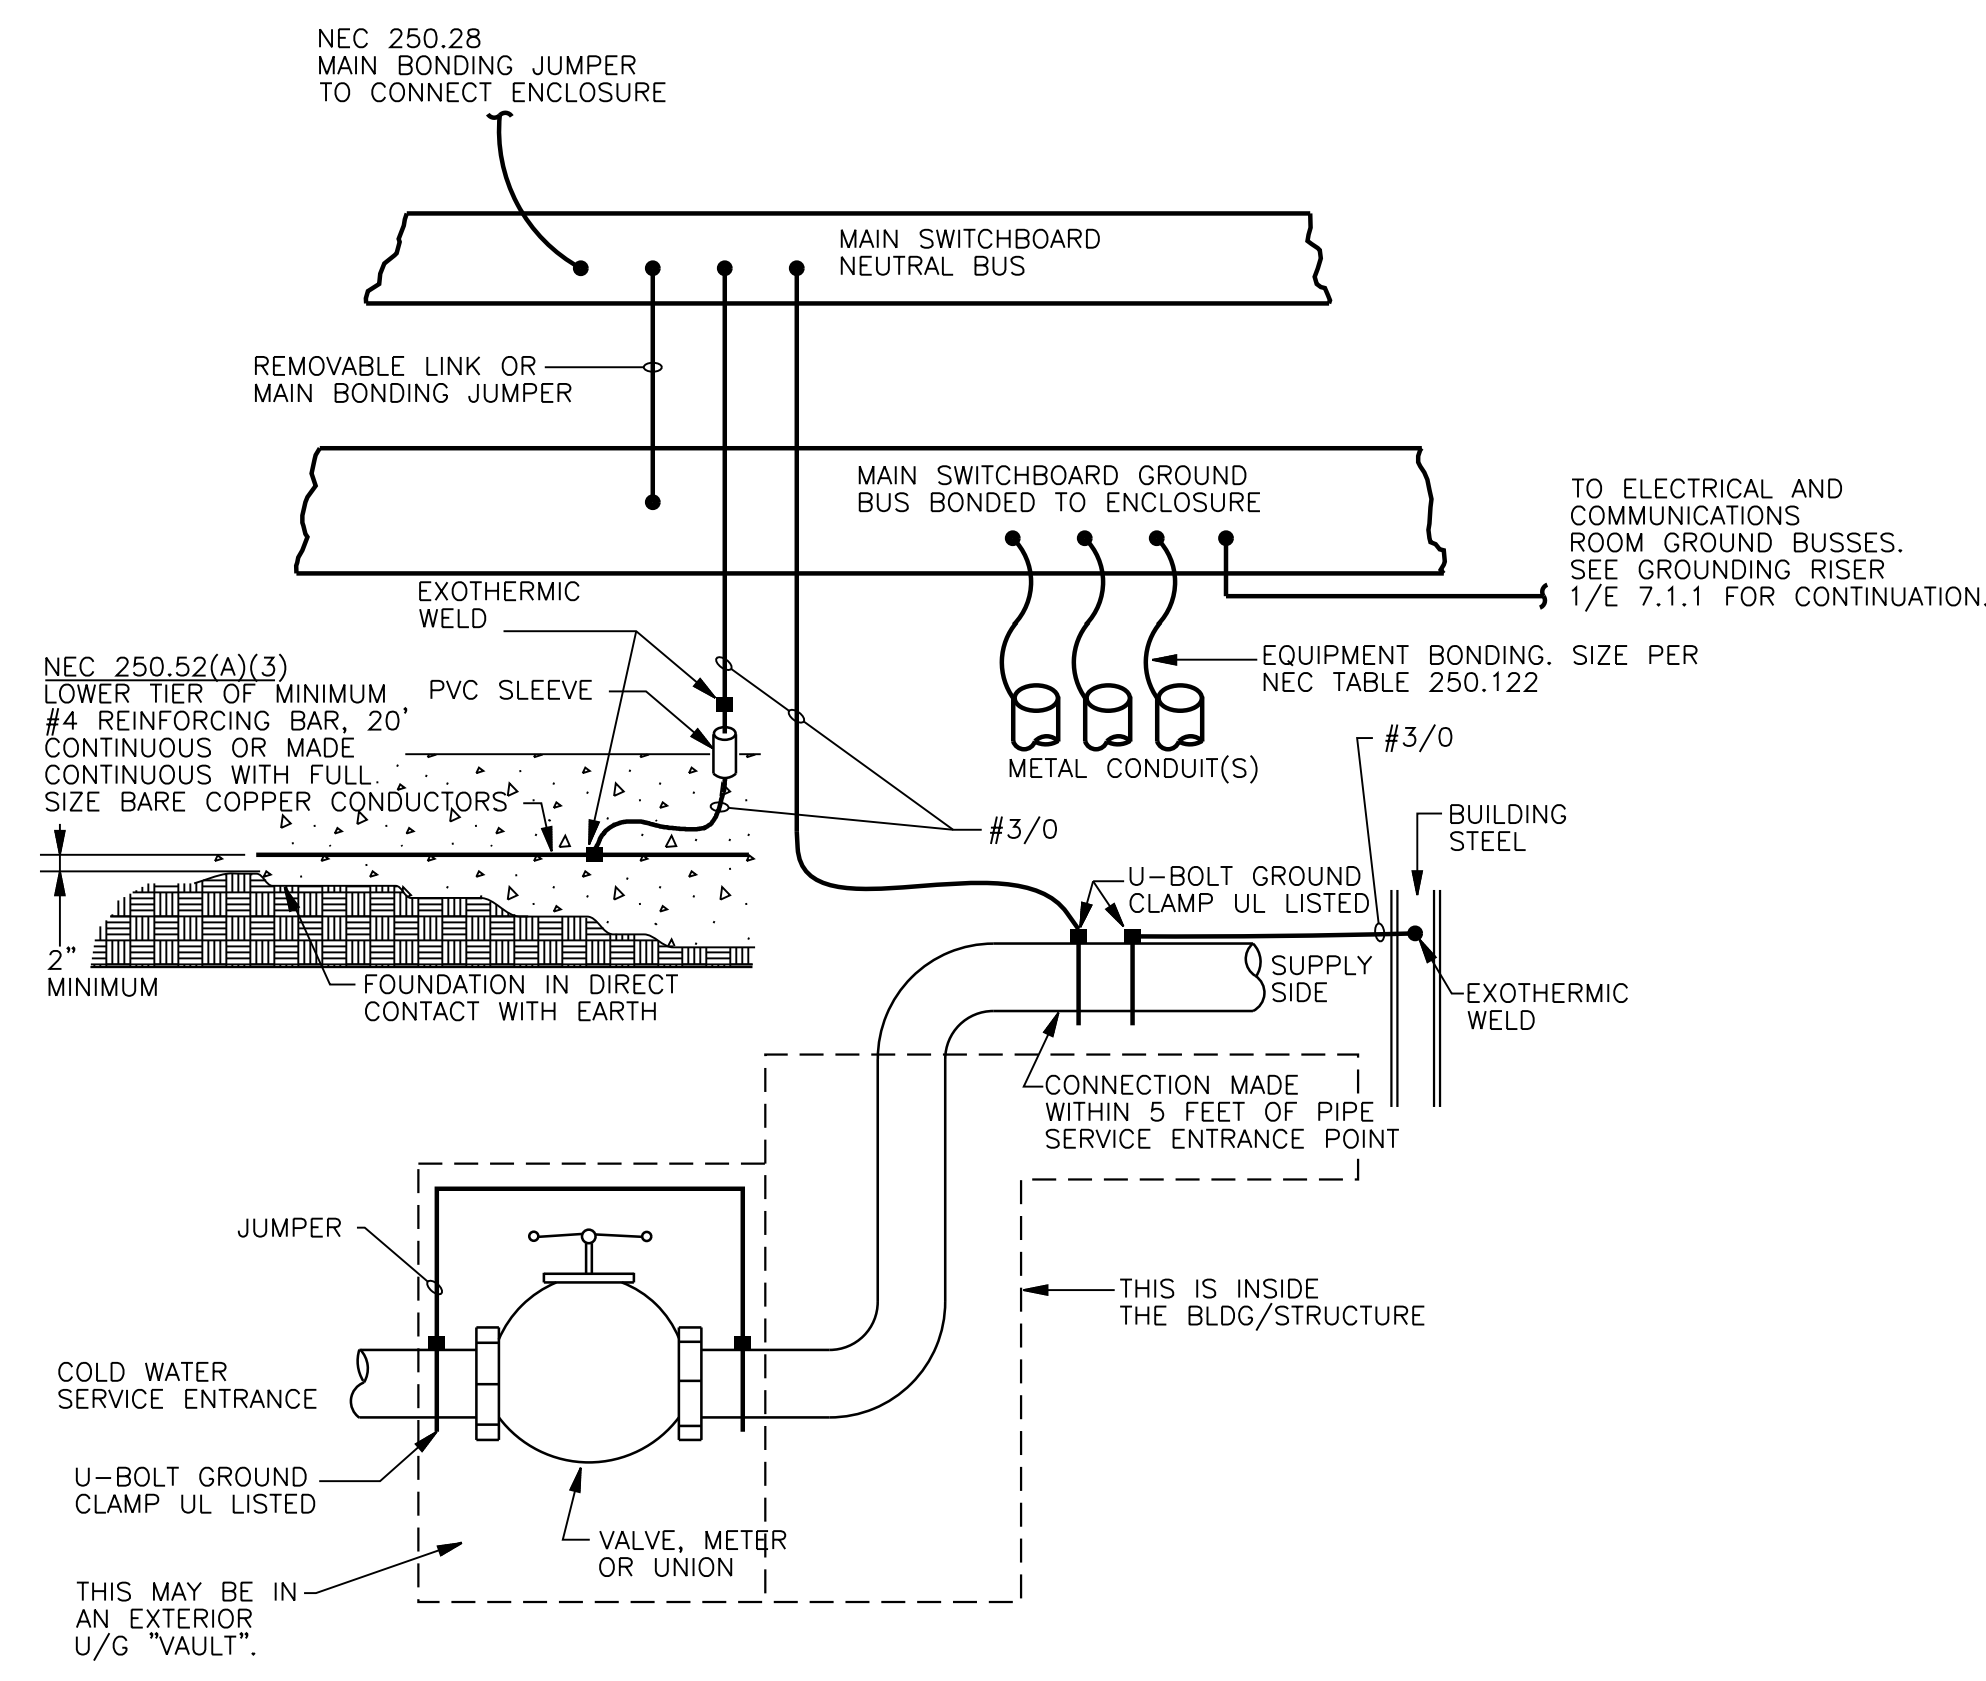 NEC 250.28
MAIN BONDING JUMPER
TO CONNECT ENCLOSURE
MAIN SWITCHBOARD
NEUTRAL BUS
REMOVABLE LINK OR
MAIN BONDING JUMPER
MAIN SWITCHBOARD GROUND
BUS BONDED TO ENCLOSURE
TO ELECTRICAL AND
COMMUNICATIONS
ROOM GROUND BUSSES.
SEE GROUNDING RISER
1/E 7.1.1 FOR CONTINUATION.
EXOTHERMIC
WELD
NEC 250.52(A)(3)
LOWER TIER OF MINIMUM
#4 REINFORCING BAR, 20'
CONTINUOUS OR MADE
CONTINUOUS WITH FULL
SIZE BARE COPPER CONDUCTORS
PVC SLEEVE
EQUIPMENT BONDING. SIZE PER
NEC TABLE 250.122
METAL CONDUIT(S)
#3/0
#3/0
BUILDING
STEEL
U-BOLT GROUND
CLAMP UL LISTED
2"
MINIMUM
FOUNDATION IN DIRECT
CONTACT WITH EARTH
SUPPLY
SIDE
EXOTHERMIC
WELD
CONNECTION MADE
WITHIN 5 FEET OF PIPE
SERVICE ENTRANCE POINT
JUMPER
THIS IS INSIDE
THE BLDG/STRUCTURE
COLD WATER
SERVICE ENTRANCE
U-BOLT GROUND
CLAMP UL LISTED
VALVE, METER
OR UNION
THIS MAY BE IN
AN EXTERIOR
U/G "VAULT".